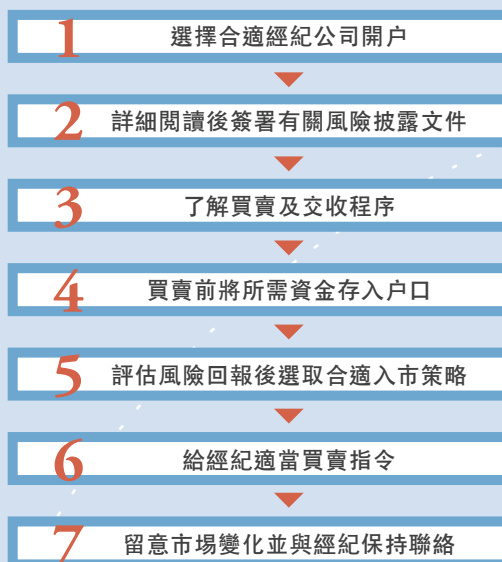 1 選擇合適經紀公司開户
2 詳細閱讀後簽署有關風險披露文件
3 了解買賣及交收程序
4 買賣前將所需資金存入户口
5 評估風險回報後選取合適入市策略
6 給經紀適當買賣指令
7 留意市場變化並與經紀保持聯絡